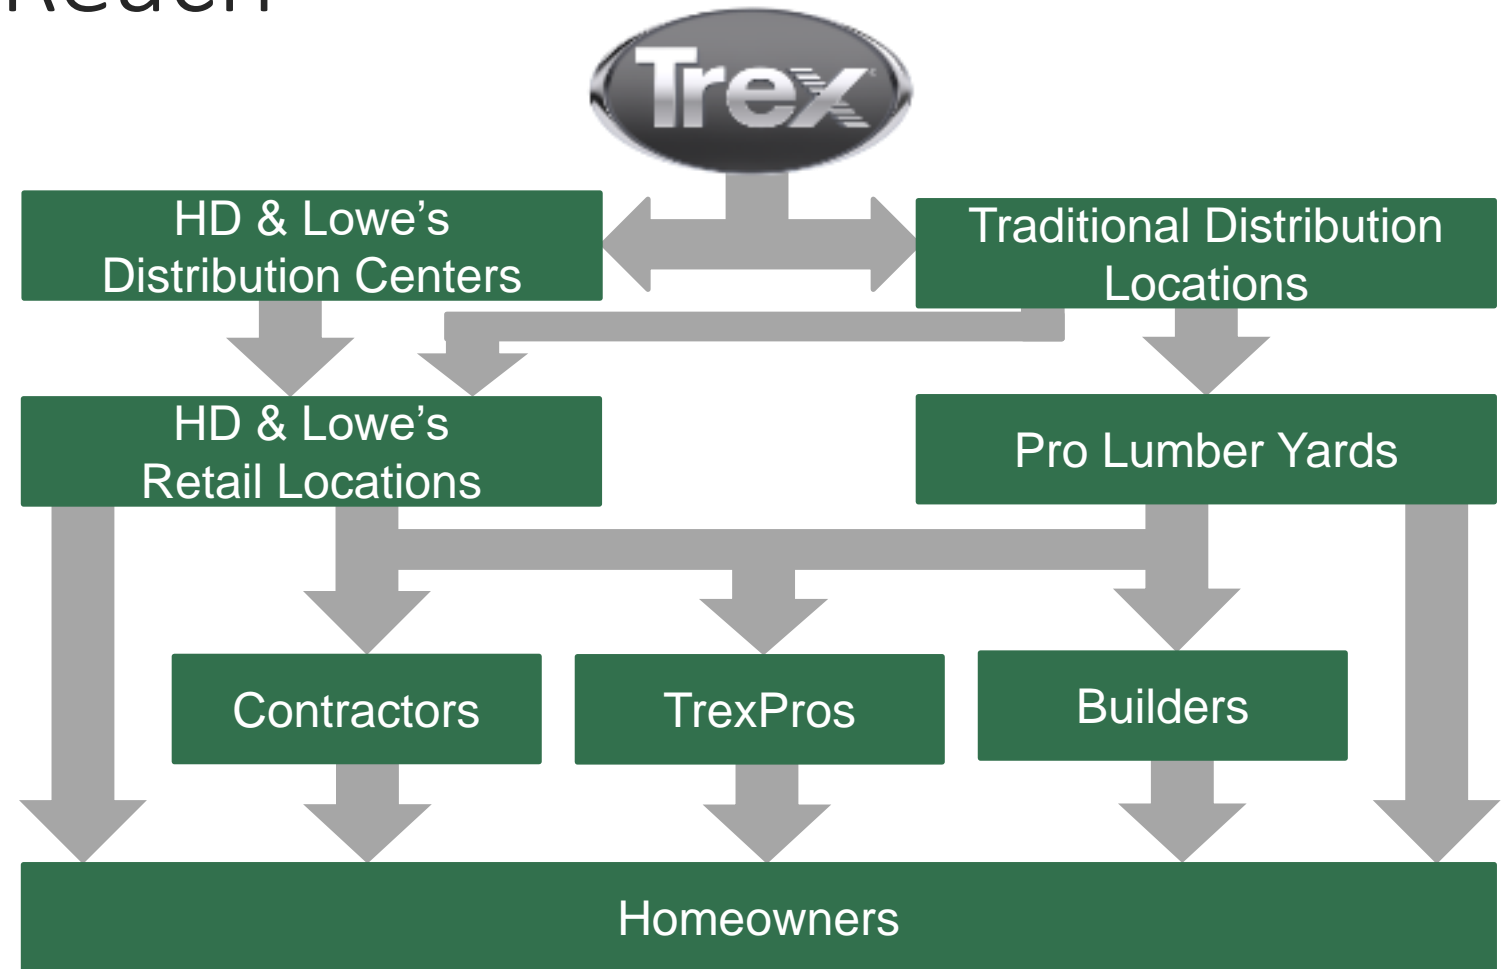 Reach
Trex
HD & Lowe’s
Distribution Centers
Traditional Distribution
Locations
HD & Lowe’s
Retail Locations
Pro Lumber Yards
Contractors
TrexPros
Builders
Homeowners